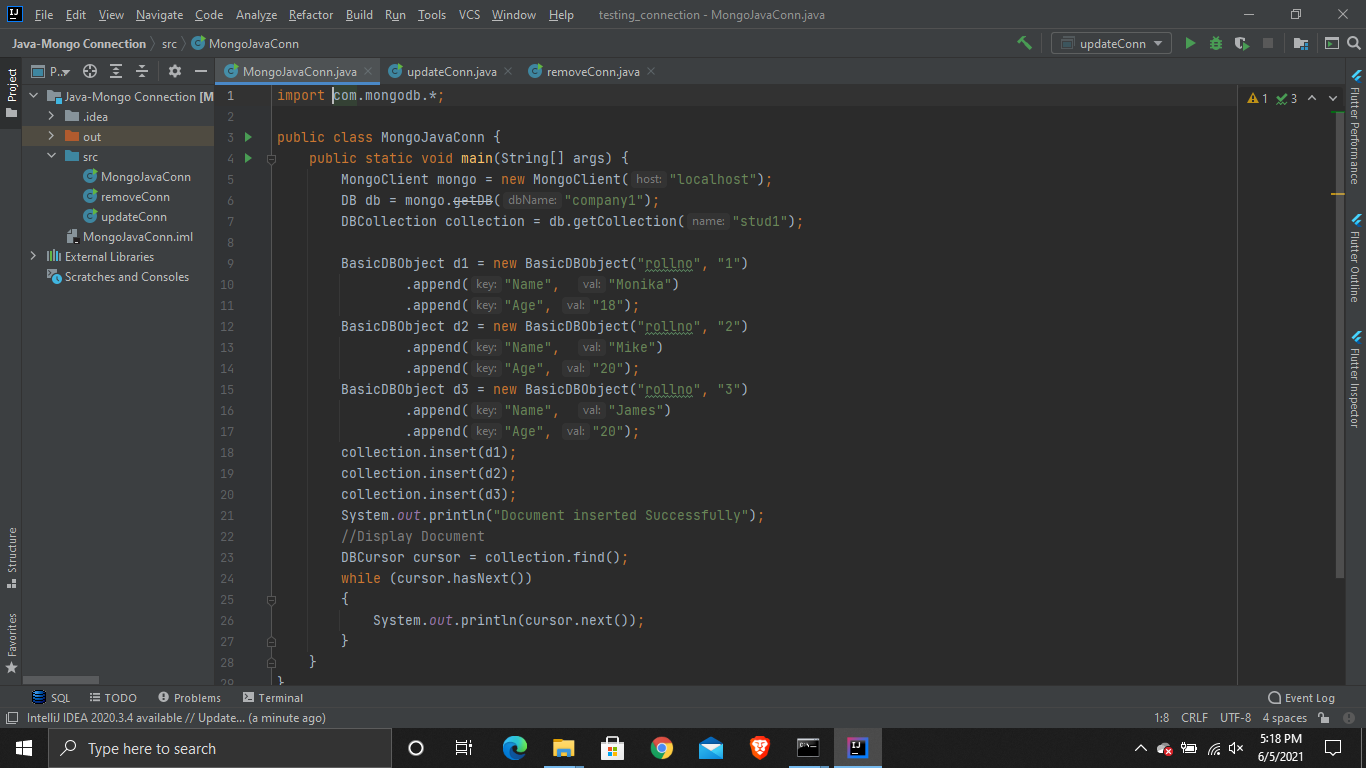 File Edit View Navigate Code Analyze Refactor Build Run Tools VCS Window Help testing_connection - MongoJavaConn.java
Java-Mongo Connection src MongoJavaConn updateConn
Project
P..
MongoJavaConn.java updateConn.java removeConn.java
Java-Mongo Connection [M
.idea
out
src
MongoJavaConn
removeConn
updateConn
MongoJavaConn.iml
External Libraries
Scratches and Consoles
1 import com.mongodb.*;
2
3 public class MongoJavaConn {
4 public static void main(String[] args) {
5 MongoClient mongo = new MongoClient( host: "localhost");
6 DB db = mongo.getDB( dbName: "company1");
7 DBCollection collection = db.getCollection( name: "stud1");
8
9 BasicDBObject d1 = new BasicDBObject("rollno", "1")
10 .append( key: "Name", val: "Monika")
11 .append( key: "Age", val: "18");
12 BasicDBObject d2 = new BasicDBObject("rollno", "2")
13 .append( key: "Name", val: "Mike")
14 .append( key: "Age", val: "20");
15 BasicDBObject d3 = new BasicDBObject("rollno", "3")
16 .append( key: "Name", val: "James")
17 .append( key: "Age", val: "20");
18 collection.insert(d1);
19 collection.insert(d2);
20 collection.insert(d3);
21 System.out.println("Document inserted Successfully");
22 //Display Document
23 DBCursor cursor = collection.find();
24 while (cursor.hasNext())
25 {
26 System.out.println(cursor.next());
27 }
28 }
29 }
1 3
Flutter Performance
Flutter Outline
Flutter Inspector
Structure
Favorites
SQL TODO Problems Terminal Event Log
IntelliJ IDEA 2020.3.4 available // Update... (a minute ago) 1:8 CRLF UTF-8 4 spaces
Type here to search
5:18 PM
6/5/2021